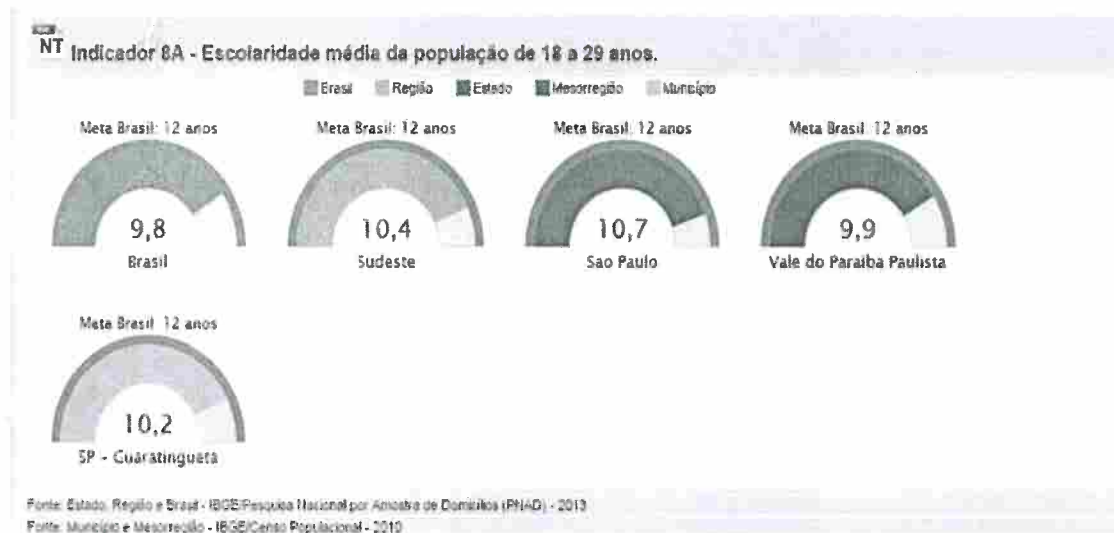 NT Indicador 8A - Escolaridade média da população de 18 a 29 anos.
Brasil Região Estado Mesorregião Município
Meta Brasil: 12 anos Meta Brasil: 12 anos Meta Brasil: 12 anos Meta Brasil: 12 anos
9,8 10,4 10,7 9,9
Brasil Sudeste Sao Paulo Vale do Paraiba Paulista
Meta Brasil: 12 anos
10,2
SP - Guaratingueta
Fonte: Estado, Região e Brasil - IBGE/Pesquisa Nacional por Amostra de Domicílios (PNAD) - 2013
Fonte: Município e Mesorregião - IBGE/Censo Populacional - 2010